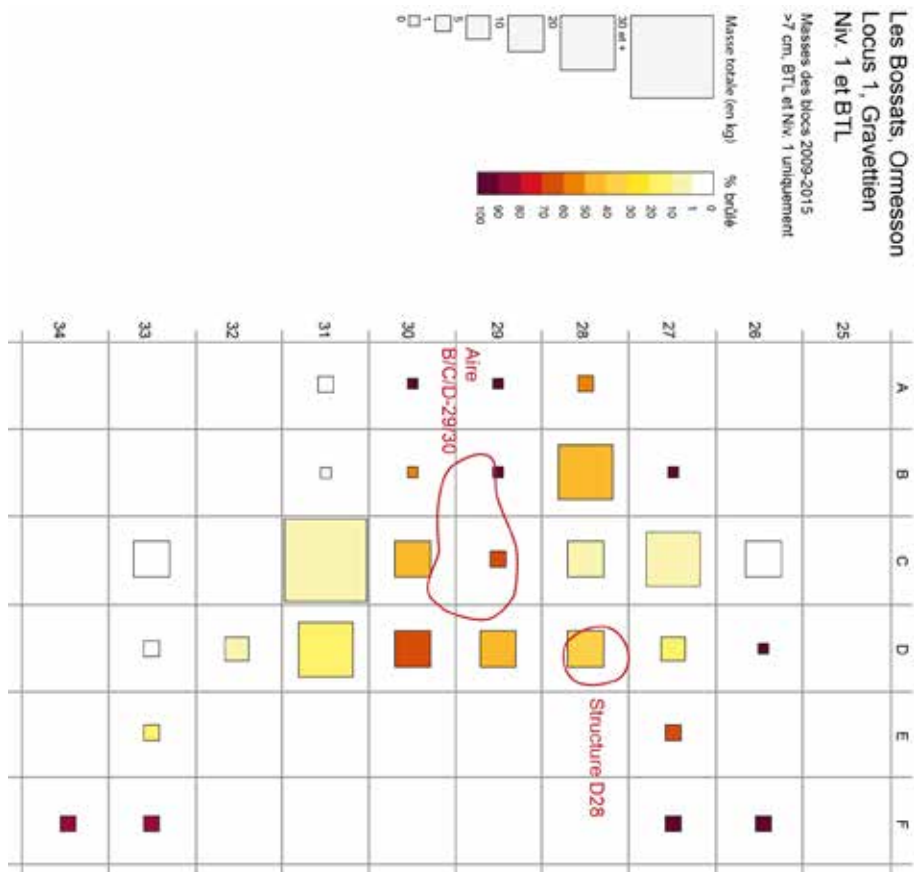 Les Bossats, Ormesson
Locus 1, Gravettien
Niv. 1 et BTL
Masses des blocs 2009-2015
>7 cm, BTL et Niv. 1 uniquement
Masse totale (en kg)
0
1
5
10
20
30 et +
% brûlé
0
1
10
20
30
40
50
60
70
80
90
100
25
26
27
28
29
30
31
32
33
34
A
B
C
D
E
F
Aire
B/C/D-29/30
Structure D28